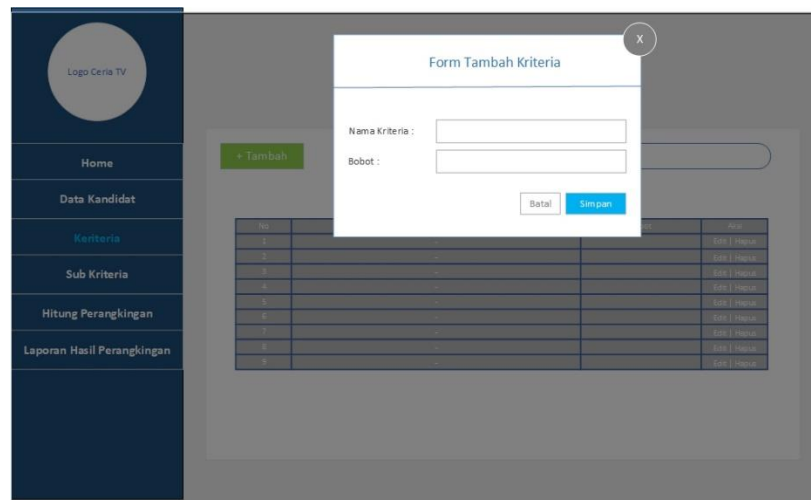 Logo Ceria TV
X
Form Tambah Kriteria
Nama Kriteria :
Bobot :
Batal
Simpan
+ Tambah
Home
Data Kandidat
Keriteria
Sub Kriteria
Hitung Perangkingan
Laporan Hasil Perangkingan
No Aksi
1 - Edit | Hapus
2 - Edit | Hapus
3 - Edit | Hapus
4 - Edit | Hapus
5 - Edit | Hapus
6 - Edit | Hapus
7 - Edit | Hapus
8 - Edit | Hapus
9 - Edit | Hapus